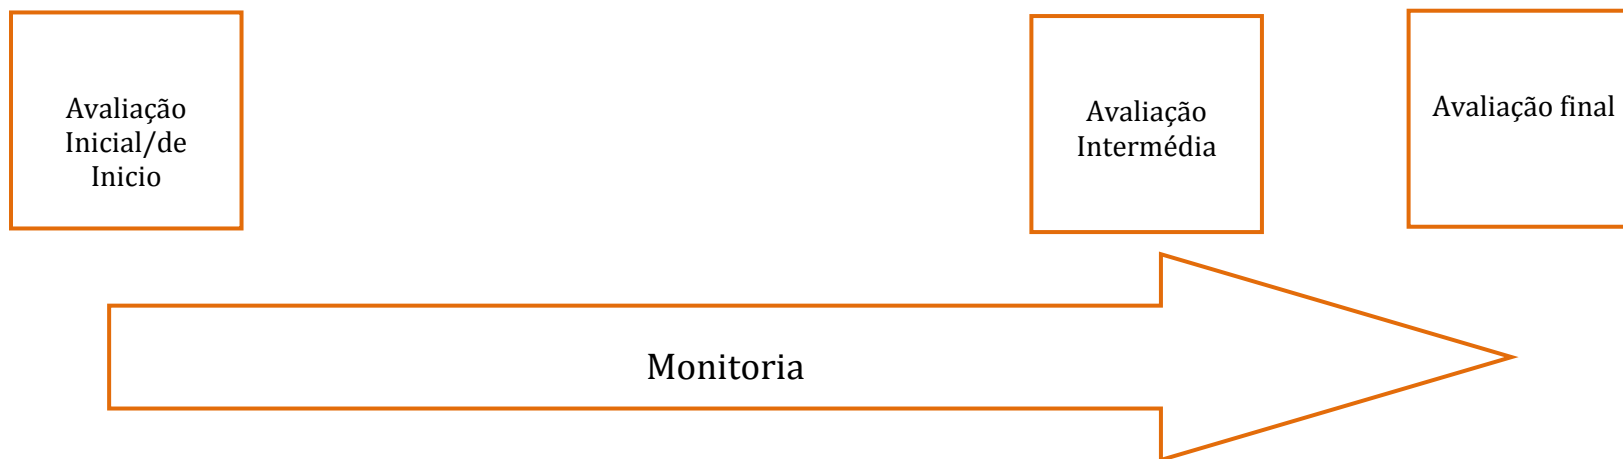 Avaliação
Inicial/de
Inicio
Avaliação
Intermédia
Avaliação final
Monitoria